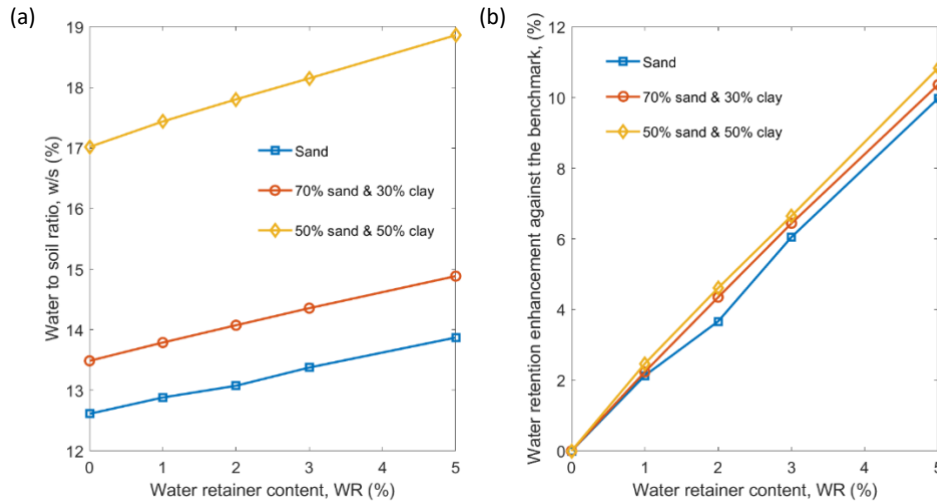 (a)
19
18
17
16
15
14
13
12
0 1 2 3 4 5
Water to soil ratio, w/s (%)
Water retainer content, WR (%)
Sand
70% sand & 30% clay
50% sand & 50% clay
(b)
12
10
8
6
4
2
0
0 1 2 3 4 5
Water retention enhancement against the benchmark, (%)
Water retainer content, WR (%)
Sand
70% sand & 30% clay
50% sand & 50% clay